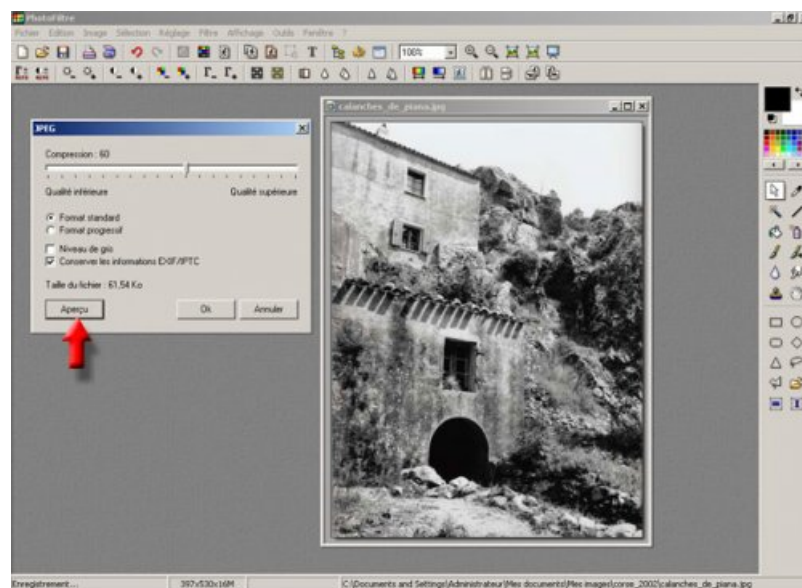 PhotoFiltre
Fichier Edition Image Sélection Réglage Filtre Affichage Outils Fenêtre ?
100%
calanches_de_piana.jpg
JPEG
Compression : 60
Qualité inférieure Qualité supérieure
Format standard
Format progressif
Niveau de gris
Conserver les informations EXIF/IPTC
Taille du fichier : 61,54 Ko
Aperçu Ok Annuler
Enregistrement... 397x530x16M C:\Documents and Settings\Administrateur\Mes documents\Mes images\corse_2002\calanches_de_piana.jpg